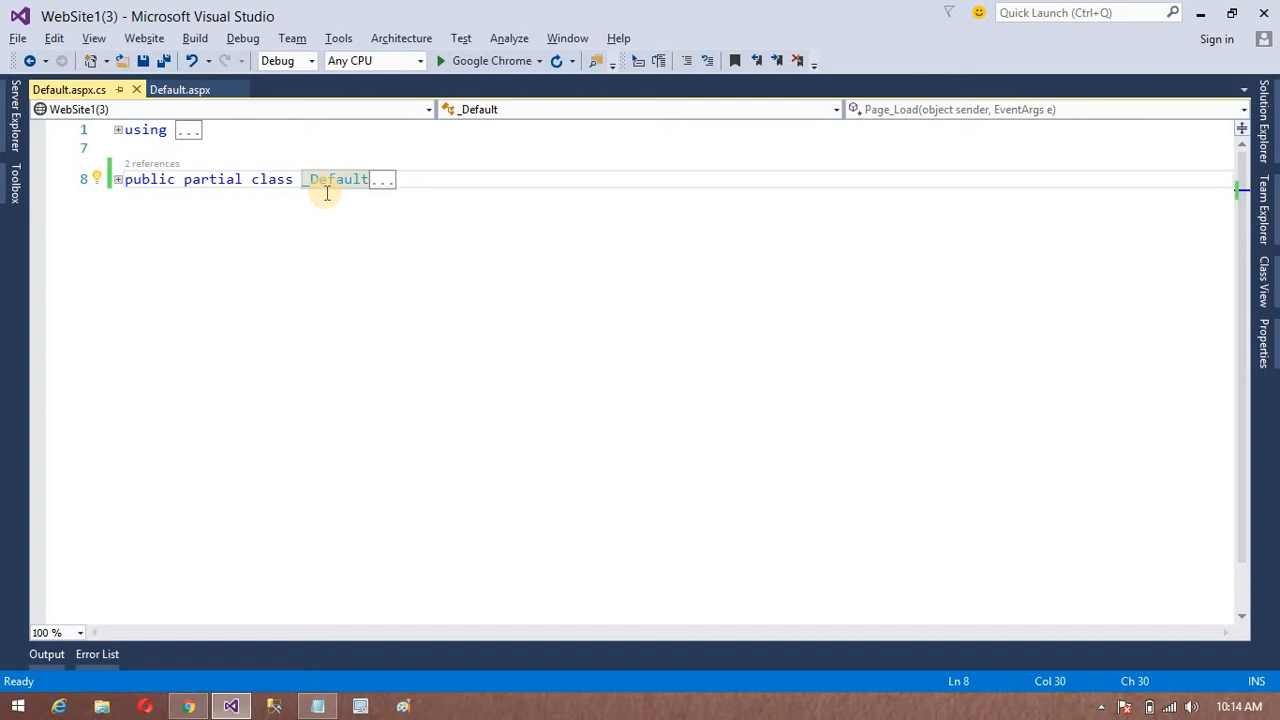 WebSite1(3) - Microsoft Visual Studio
Quick Launch (Ctrl+Q)
File Edit View Website Build Debug Team Tools Architecture Test Analyze Window Help
Sign in
Debug Any CPU Google Chrome
Default.aspx.cs Default.aspx
WebSite1(3) _Default Page_Load(object sender, EventArgs e)
Server Explorer
Toolbox
1 using ...
7
2 references
8 public partial class _Default...
Solution Explorer
Team Explorer
Class View
Properties
100 %
Output Error List
Ready Ln 8 Col 30 Ch 30 INS
10:14 AM